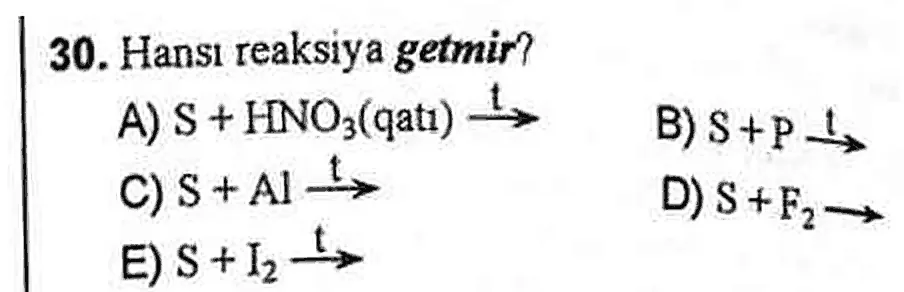 30. Hansı reaksiya getmir?
A) S + HNO₃(qatı) —t→ B) S + P —t→
C) S + Al —t→ D) S + F₂ →
E) S + I₂ —t→